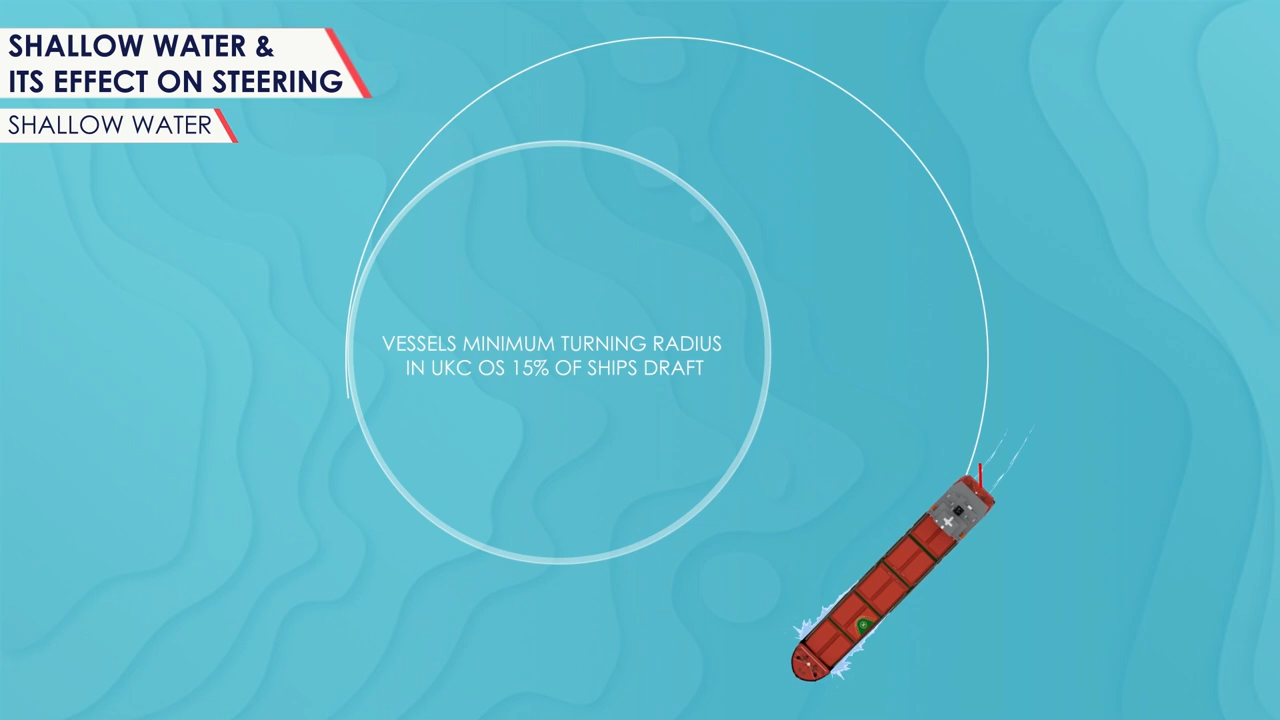 SHALLOW WATER &
ITS EFFECT ON STEERING
SHALLOW WATER
VESSELS MINIMUM TURNING RADIUS
IN UKC OS 15% OF SHIPS DRAFT